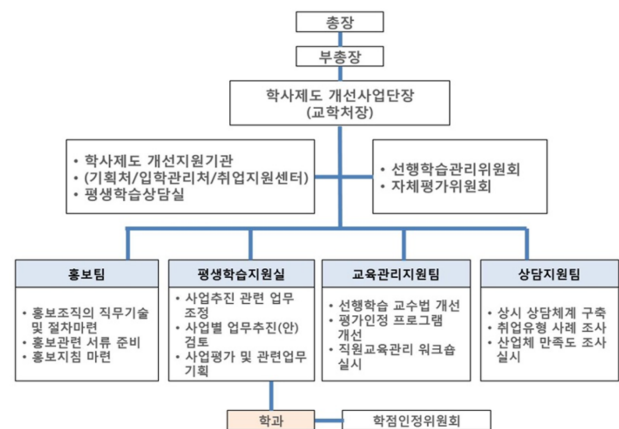 총장
부총장
학사제도 개선사업단장
(교학처장)
• 학사제도 개선지원기관
• (기획처/입학관리처/취업지원센터)
• 평생학습상담실
• 선행학습관리위원회
• 자체평가위원회
홍보팀
• 홍보조직의 직무기술
및 절차마련
• 홍보관련 서류 준비
• 홍보지침 마련
평생학습지원실
• 사업추진 관련 업무
조정
• 사업별 업무추진(안)
검토
• 사업평가 및 관련업무
기획
교육관리지원팀
• 선행학습 교수법 개선
• 평가인정 프로그램
개선
• 직원교육관리 워크숍
실시
상담지원팀
• 상시 상담체계 구축
• 취업유형 사례 조사
• 산업체 만족도 조사
실시
학과
학점인정위원회